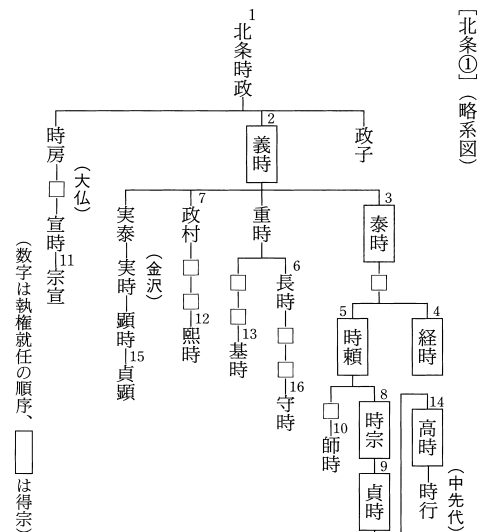 ［北条①］（略系図）
1
北条時政
政子
2
義時
時房―□―宣時―宗宣
11
（大仏）
3
泰時
重時
7
政村
実泰―実時―顕時―貞顕
15
（金沢）
□
□
熙時
12
6
長時
□
□
守時
16
□
□
基時
13
□
4
経時
5
時頼
8
時宗
□
師時
10
9
貞時
14
高時
時行
（中先代）
（数字は執権就任の順序、□は得宗）